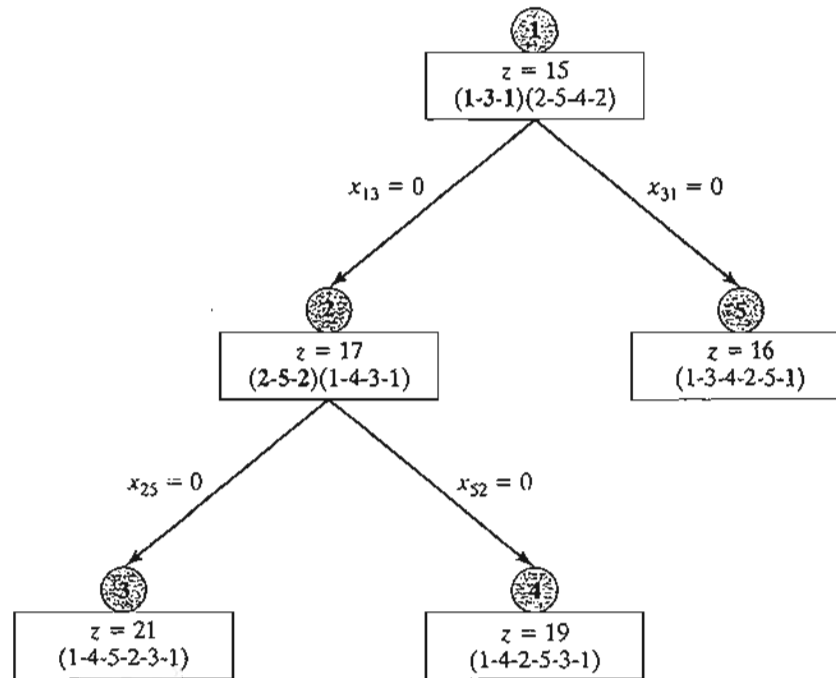 1
z = 15
(1-3-1)(2-5-4-2)
x₁₃ = 0
x₃₁ = 0
2
z = 17
(2-5-2)(1-4-3-1)
5
z = 16
(1-3-4-2-5-1)
x₂₅ = 0
x₅₂ = 0
3
z = 21
(1-4-5-2-3-1)
4
z = 19
(1-4-2-5-3-1)